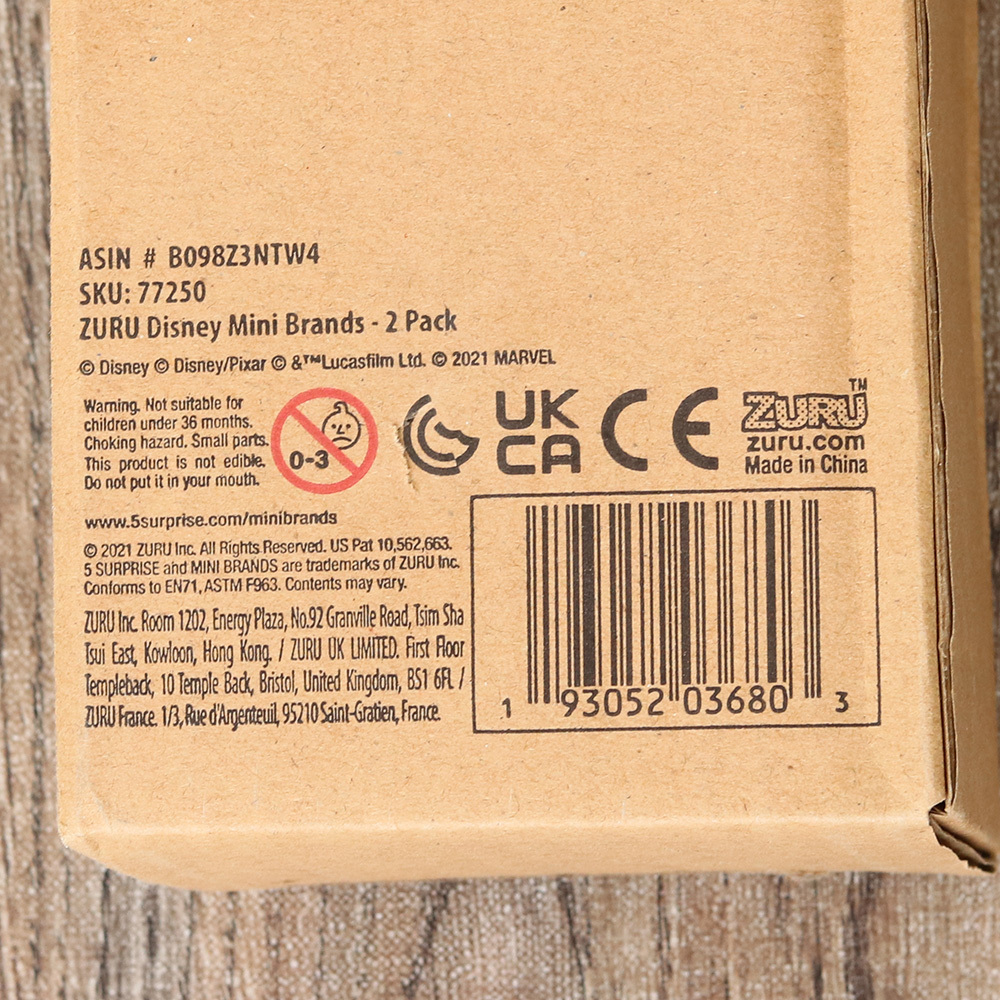 ASIN # B098Z3NTW4
SKU: 77250
ZURU Disney Mini Brands - 2 Pack
© Disney © Disney/Pixar © &™Lucasfilm Ltd. © 2021 MARVEL
Warning. Not suitable for
children under 36 months.
Choking hazard. Small parts.
This product is not edible.
Do not put it in your mouth.
0-3
UK
CA
CE
ZURU™
zuru.com
Made in China
www.5surprise.com/minibrands
© 2021 ZURU Inc. All Rights Reserved. US Pat 10,562,663.
5 SURPRISE and MINI BRANDS are trademarks of ZURU Inc.
Conforms to EN71, ASTM F963. Contents may vary.
ZURU Inc. Room 1202, Energy Plaza, No.92 Granville Road, Tsim Sha
Tsui East, Kowloon, Hong Kong. / ZURU UK LIMITED. First Floor
Templeback, 10 Temple Back, Bristol, United Kingdom, BS1 6FL /
ZURU France. 1/3, Rue d'Argenteuil, 95210 Saint-Gratien, France.
1 93052 03680 3